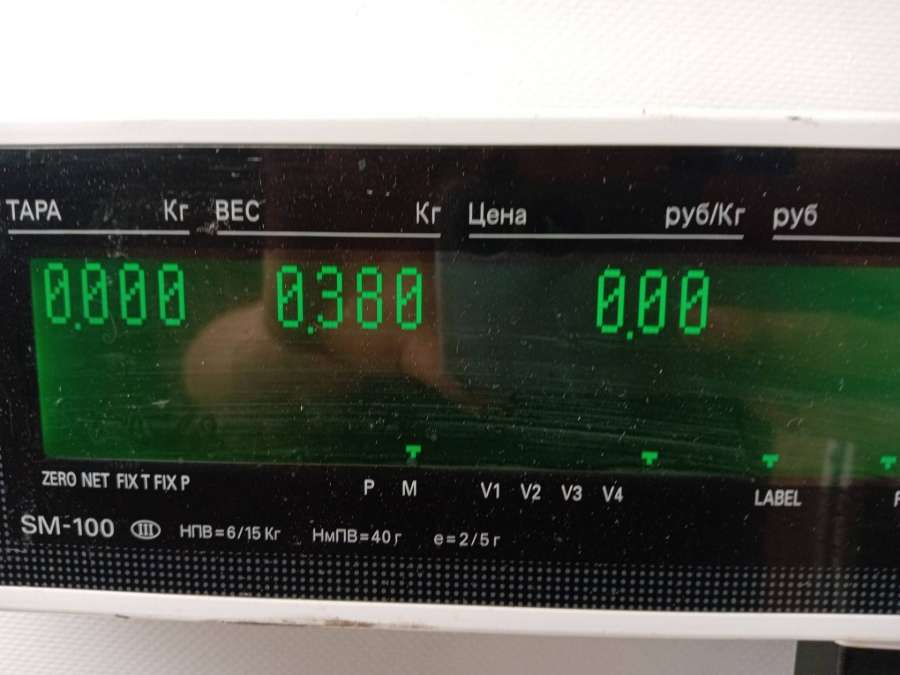 ТАРА Кг ВЕС Кг Цена руб/Кг руб
0.000 0.380 0.00
ZERO NET FIX T FIX P P M V1 V2 V3 V4 LABEL
SM-100 III НПВ=6/15 Кг НмПВ=40 г e=2/5 г